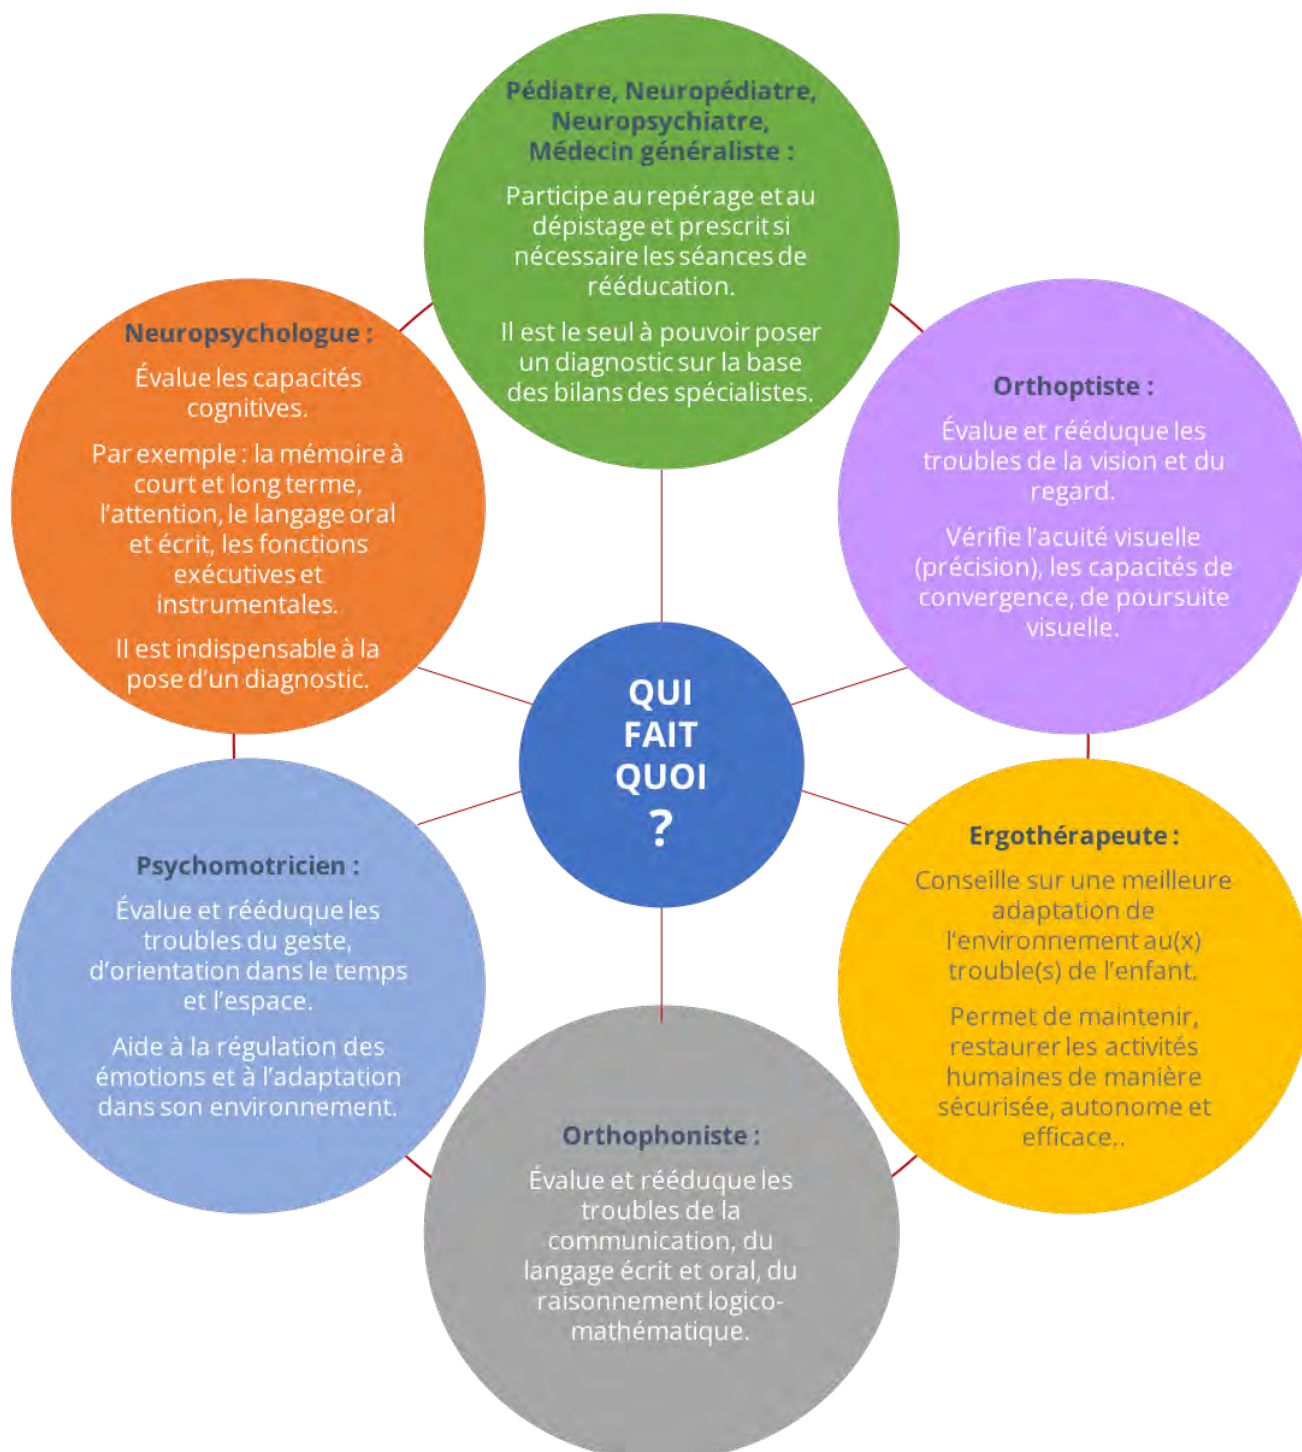 Pédiatre, Neuropédiatre,
Neuropsychiatre,
Médecin généraliste :
Participe au repérage et au
dépistage et prescrit si
nécessaire les séances de
rééducation.
Il est le seul à pouvoir poser
un diagnostic sur la base
des bilans des spécialistes.
Neuropsychologue :
Évalue les capacités
cognitives.
Par exemple : la mémoire à
court et long terme,
l’attention, le langage oral
et écrit, les fonctions
exécutives et
instrumentales.
Il est indispensable à la
pose d’un diagnostic.
Orthoptiste :
Évalue et rééduque les
troubles de la vision et du
regard.
Vérifie l’acuité visuelle
(précision), les capacités de
convergence, de poursuite
visuelle.
QUI
FAIT
QUOI
?
Psychomotricien :
Évalue et rééduque les
troubles du geste,
d’orientation dans le temps
et l’espace.
Aide à la régulation des
émotions et à l’adaptation
dans son environnement.
Ergothérapeute :
Conseille sur une meilleure
adaptation de
l’environnement au(x)
trouble(s) de l’enfant.
Permet de maintenir,
restaurer les activités
humaines de manière
sécurisée, autonome et
efficace..
Orthophoniste :
Évalue et rééduque les
troubles de la
communication, du
langage écrit et oral, du
raisonnement logico-
mathématique.